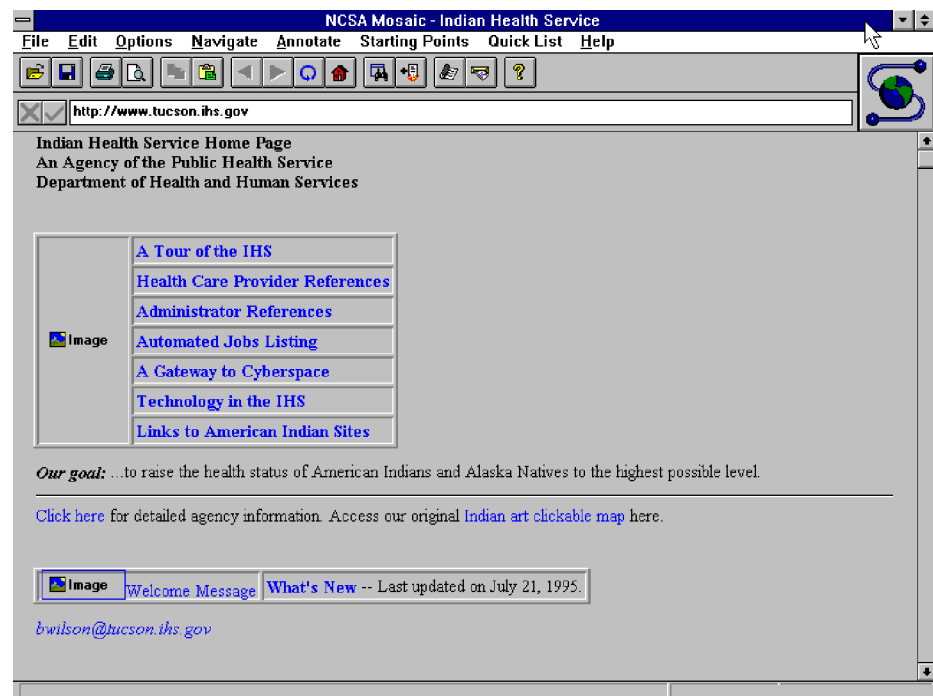 NCSA Mosaic - Indian Health Service
File Edit Options Navigate Annotate Starting Points Quick List Help
http://www.tucson.ihs.gov
Indian Health Service Home Page
An Agency of the Public Health Service
Department of Health and Human Services
A Tour of the IHS
Health Care Provider References
Administrator References
Image
Automated Jobs Listing
A Gateway to Cyberspace
Technology in the IHS
Links to American Indian Sites
Our goal: ...to raise the health status of American Indians and Alaska Natives to the highest possible level.
Click here for detailed agency information. Access our original Indian art clickable map here.
Image Welcome Message What's New -- Last updated on July 21, 1995.
bwilson@tucson.ihs.gov